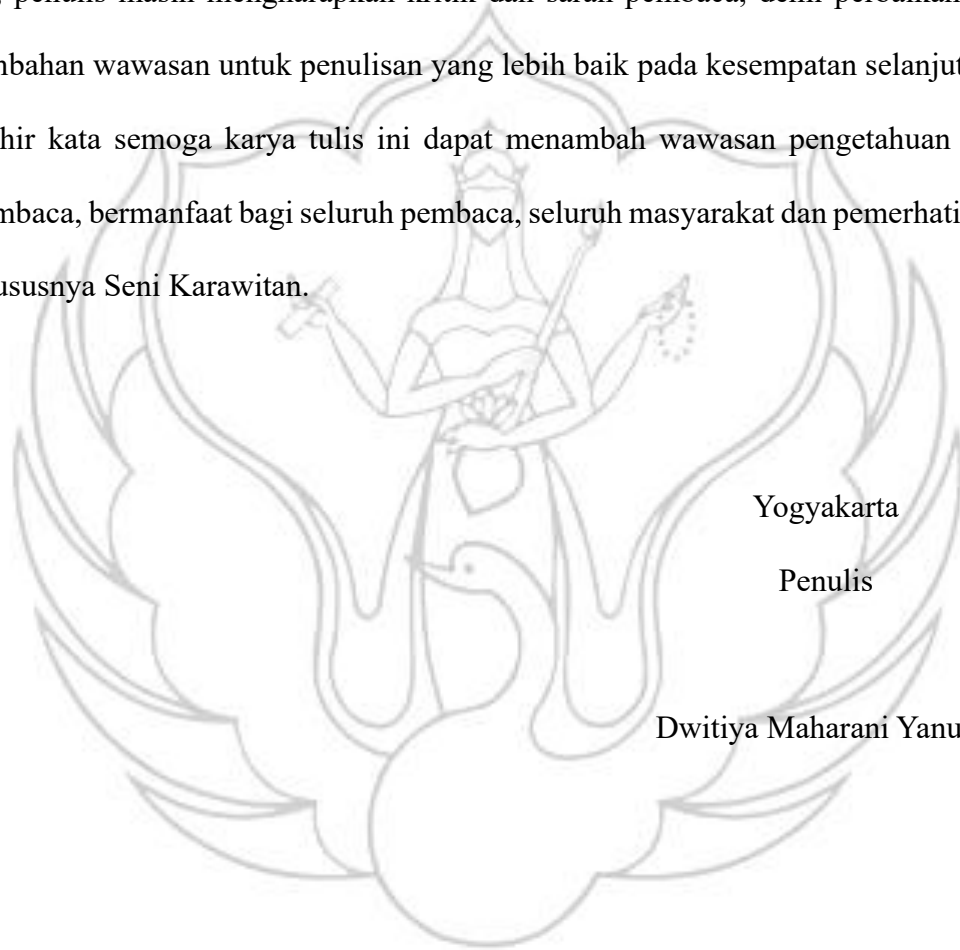 penulis masih mengharapkan kritik dan saran pembaca, demi perbaikan
mbahan wawasan untuk penulisan yang lebih baik pada kesempatan selanjut
hir kata semoga karya tulis ini dapat menambah wawasan pengetahuan
mbaca, bermanfaat bagi seluruh pembaca, seluruh masyarakat dan pemerhati
ususnya Seni Karawitan.
Yogyakarta
Penulis
Dwitiya Maharani Yanu